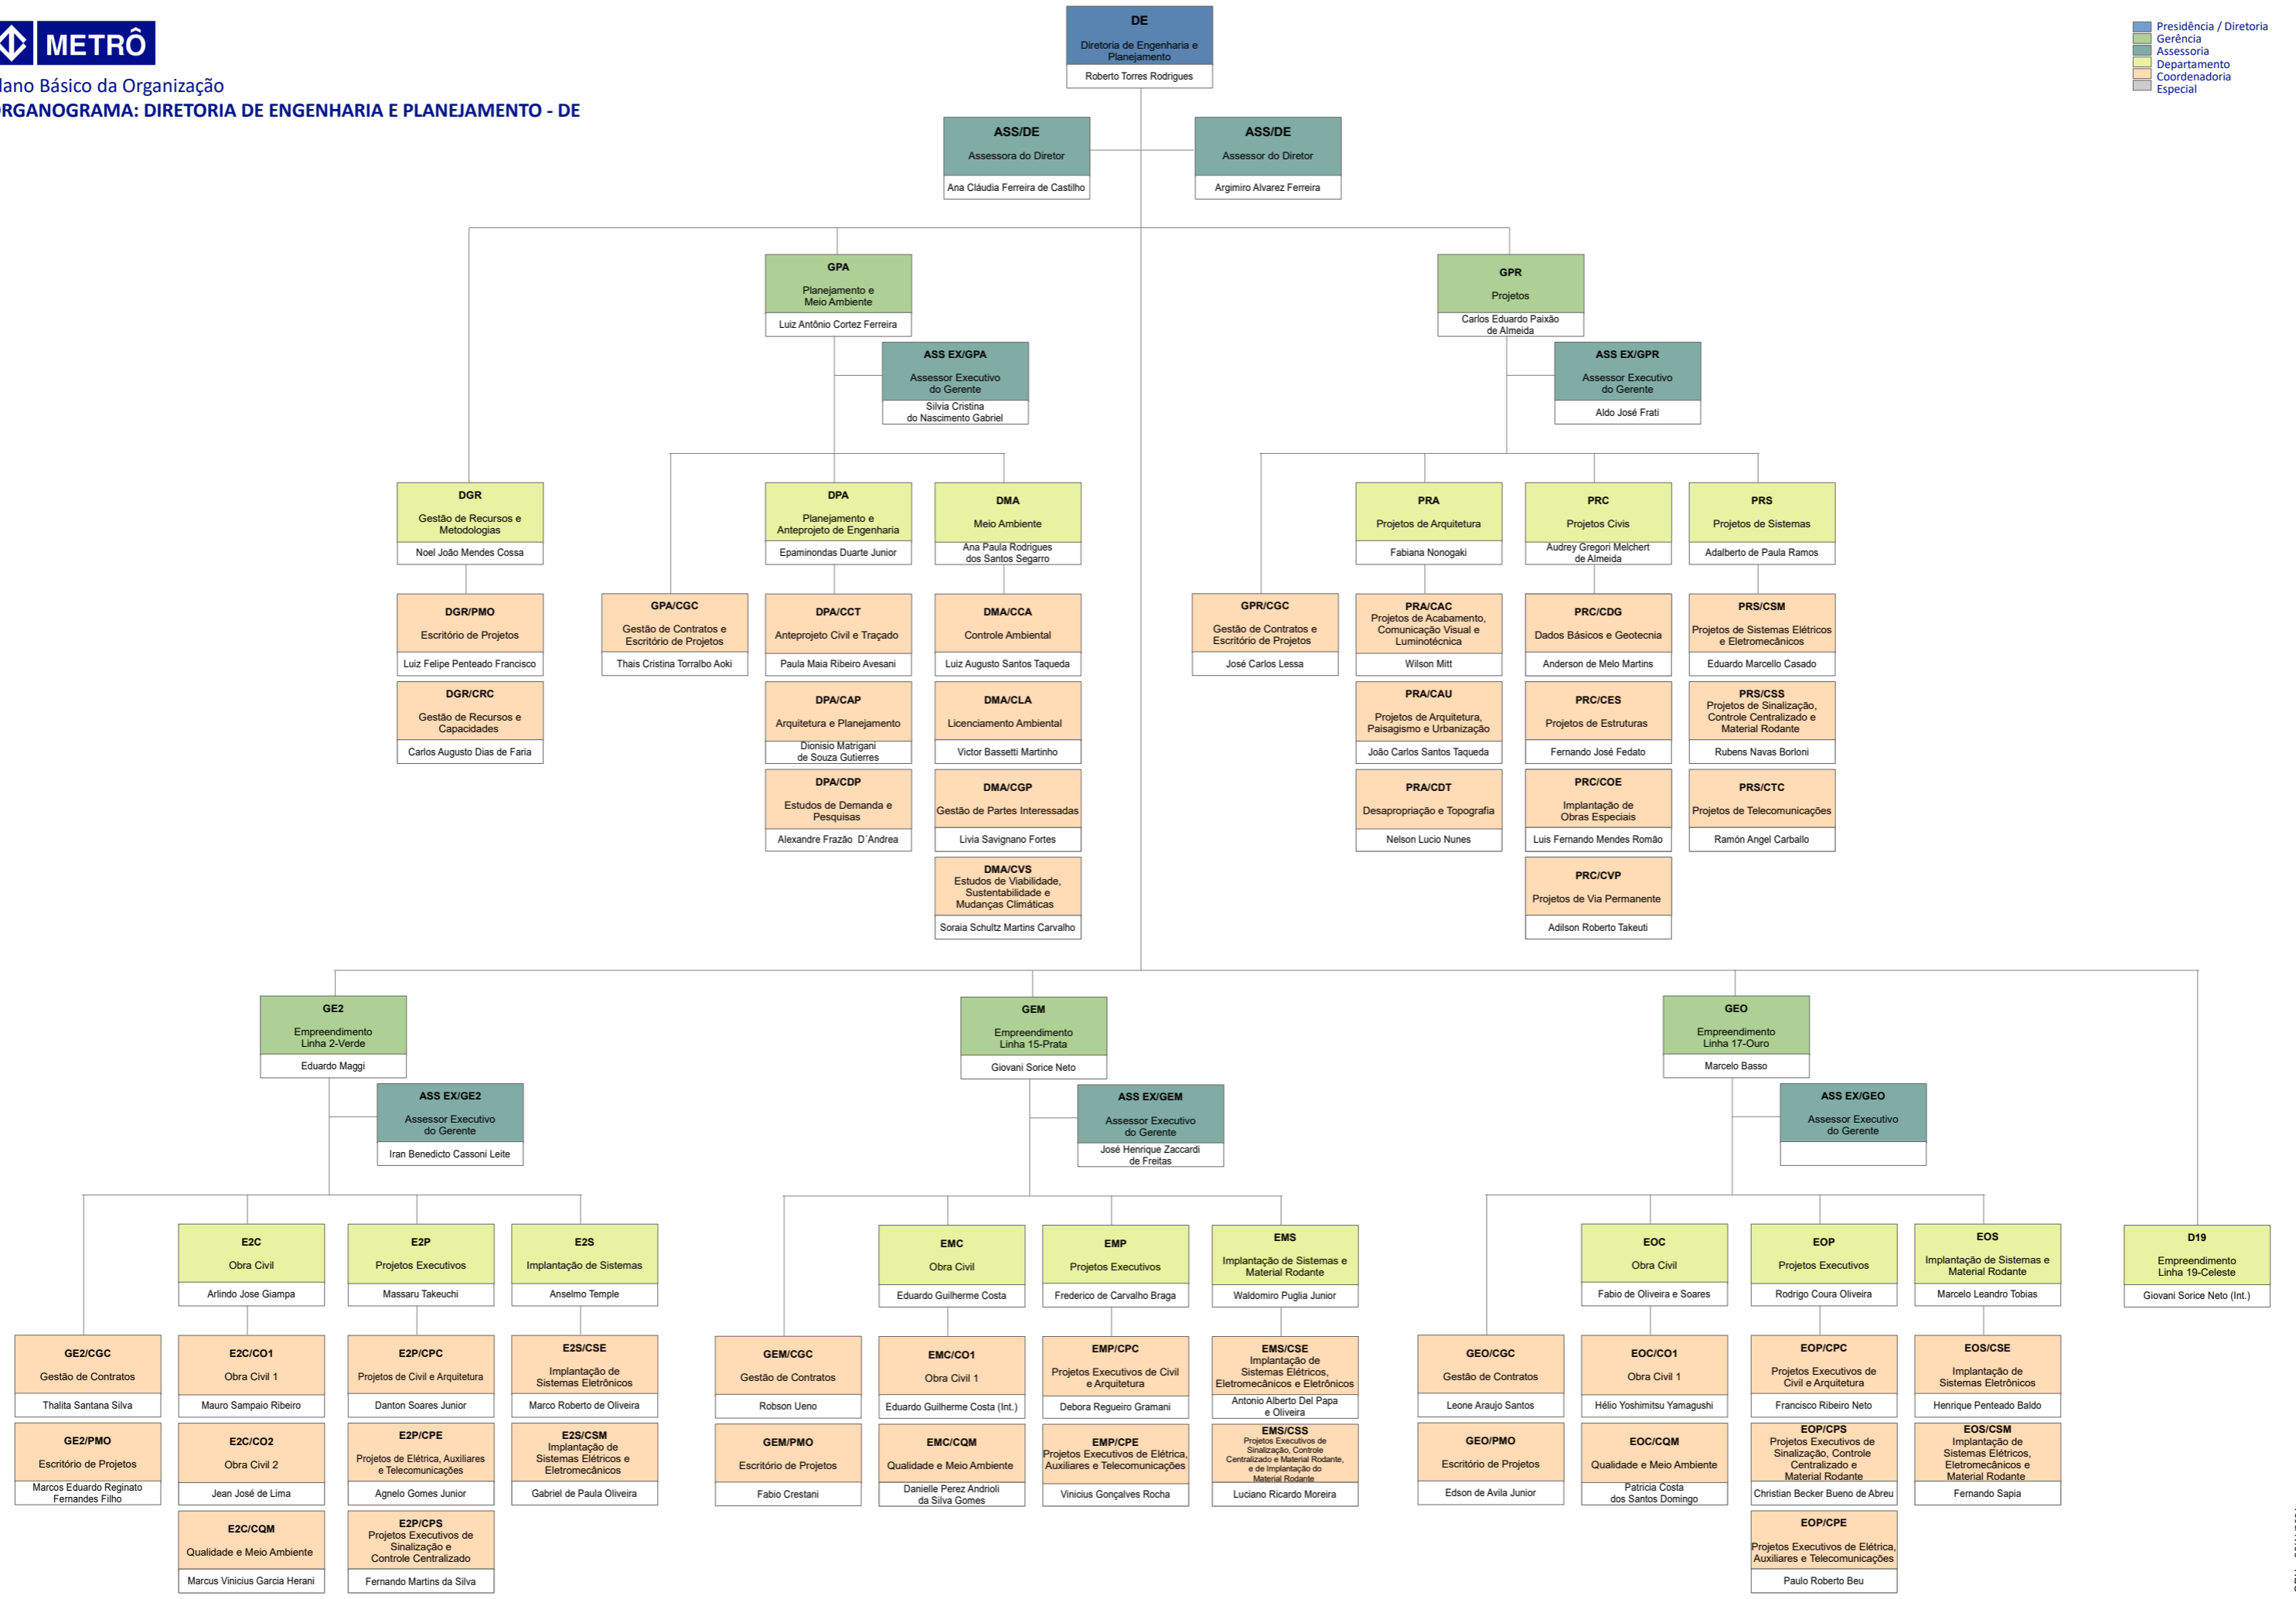 METRÔ
lano Básico da Organização
RGANOGRAMA: DIRETORIA DE ENGENHARIA E PLANEJAMENTO - DE
Presidência / Diretoria
Gerência
Assessoria
Departamento
Coordenadoria
Especial
DE
Diretoria de Engenharia e
Planejamento
Roberto Torres Rodrigues
ASS/DE
Assessora do Diretor
Ana Cláudia Ferreira de Castilho
ASS/DE
Assessor do Diretor
Argimiro Alvarez Ferreira
GPA
Planejamento e
Meio Ambiente
Luiz Antônio Cortez Ferreira
ASS EX/GPA
Assessor Executivo
do Gerente
Silvia Cristina
do Nascimento Gabriel
GPR
Projetos
Carlos Eduardo Paixão
de Almeida
ASS EX/GPR
Assessor Executivo
do Gerente
Aldo José Frati
DGR
Gestão de Recursos e
Metodologias
Noel João Mendes Cossa
DGR/PMO
Escritório de Projetos
Luiz Felipe Penteado Francisco
DGR/CRC
Gestão de Recursos e
Capacidades
Carlos Augusto Dias de Faria
GPA/CGC
Gestão de Contratos e
Escritório de Projetos
Thais Cristina Torralbo Aoki
DPA
Planejamento e
Anteprojeto de Engenharia
Epaminondas Duarte Junior
DPA/CCT
Anteprojeto Civil e Traçado
Paula Maia Ribeiro Avesani
DPA/CAP
Arquitetura e Planejamento
Dionisio Matrigani
de Souza Gutierres
DPA/CDP
Estudos de Demanda e
Pesquisas
Alexandre Frazão D´Andrea
DMA
Meio Ambiente
Ana Paula Rodrigues
dos Santos Segarro
DMA/CCA
Controle Ambiental
Luiz Augusto Santos Taqueda
DMA/CLA
Licenciamento Ambiental
Victor Bassetti Martinho
DMA/CGP
Gestão de Partes Interessadas
Livia Savignano Fortes
DMA/CVS
Estudos de Viabilidade,
Sustentabilidade e
Mudanças Climáticas
Soraia Schultz Martins Carvalho
GPR/CGC
Gestão de Contratos e
Escritório de Projetos
José Carlos Lessa
PRA
Projetos de Arquitetura
Fabiana Nonogaki
PRA/CAC
Projetos de Acabamento,
Comunicação Visual e
Luminotécnica
Wilson Mitt
PRA/CAU
Projetos de Arquitetura,
Paisagismo e Urbanização
João Carlos Santos Taqueda
PRA/CDT
Desapropriação e Topografia
Nelson Lucio Nunes
PRC
Projetos Civis
Audrey Gregori Melchert
de Almeida
PRC/CDG
Dados Básicos e Geotecnia
Anderson de Melo Martins
PRC/CES
Projetos de Estruturas
Fernando José Fedato
PRC/COE
Implantação de
Obras Especiais
Luis Fernando Mendes Romão
PRC/CVP
Projetos de Via Permanente
Adilson Roberto Takeuti
PRS
Projetos de Sistemas
Adalberto de Paula Ramos
PRS/CSM
Projetos de Sistemas Elétricos
e Eletromecânicos
Eduardo Marcello Casado
PRS/CSS
Projetos de Sinalização,
Controle Centralizado e
Material Rodante
Rubens Navas Borloni
PRS/CTC
Projetos de Telecomunicações
Ramón Angel Carballo
GE2
Empreendimento
Linha 2-Verde
Eduardo Maggi
ASS EX/GE2
Assessor Executivo
do Gerente
Iran Benedicto Cassoni Leite
GE2/CGC
Gestão de Contratos
Thalita Santana Silva
GE2/PMO
Escritório de Projetos
Marcos Eduardo Reginato
Fernandes Filho
E2C
Obra Civil
Arlindo Jose Giampa
E2C/CO1
Obra Civil 1
Mauro Sampaio Ribeiro
E2C/CO2
Obra Civil 2
Jean José de Lima
E2C/CQM
Qualidade e Meio Ambiente
Marcus Vinicius Garcia Herani
E2P
Projetos Executivos
Massaru Takeuchi
E2P/CPC
Projetos de Civil e Arquitetura
Danton Soares Junior
E2P/CPE
Projetos de Elétrica, Auxiliares
e Telecomunicações
Agnelo Gomes Junior
E2P/CPS
Projetos Executivos de
Sinalização e
Controle Centralizado
Fernando Martins da Silva
E2S
Implantação de Sistemas
Anselmo Temple
E2S/CSE
Implantação de
Sistemas Eletrônicos
Marco Roberto de Oliveira
E2S/CSM
Implantação de
Sistemas Elétricos e
Eletromecânicos
Gabriel de Paula Oliveira
GEM
Empreendimento
Linha 15-Prata
Giovani Sorice Neto
ASS EX/GEM
Assessor Executivo
do Gerente
José Henrique Zaccardi
de Freitas
GEM/CGC
Gestão de Contratos
Robson Ueno
GEM/PMO
Escritório de Projetos
Fabio Crestani
EMC
Obra Civil
Eduardo Guilherme Costa
EMC/CO1
Obra Civil 1
Eduardo Guilherme Costa (Int.)
EMC/CQM
Qualidade e Meio Ambiente
Danielle Perez Andrioli
da Silva Gomes
EMP
Projetos Executivos
Frederico de Carvalho Braga
EMP/CPC
Projetos Executivos de Civil
e Arquitetura
Debora Regueiro Gramani
EMP/CPE
Projetos Executivos de Elétrica,
Auxiliares e Telecomunicações
Vinicius Gonçalves Rocha
EMS
Implantação de Sistemas e
Material Rodante
Waldomiro Puglia Junior
EMS/CSE
Implantação de
Sistemas Elétricos,
Eletromecânicos e Eletrônicos
Antonio Alberto Del Papa
e Oliveira
EMS/CSS
Projetos Executivos de
Sinalização, Controle
Centralizado e Material Rodante,
e de Implantação do
Material Rodante
Luciano Ricardo Moreira
GEO
Empreendimento
Linha 17-Ouro
Marcelo Basso
ASS EX/GEO
Assessor Executivo
do Gerente
GEO/CGC
Gestão de Contratos
Leone Araujo Santos
GEO/PMO
Escritório de Projetos
Edson de Avila Junior
EOC
Obra Civil
Fabio de Oliveira e Soares
EOC/CO1
Obra Civil 1
Hélio Yoshimitsu Yamagushi
EOC/CQM
Qualidade e Meio Ambiente
Patricia Costa
dos Santos Domingo
EOP
Projetos Executivos
Rodrigo Coura Oliveira
EOP/CPC
Projetos Executivos de
Civil e Arquitetura
Francisco Ribeiro Neto
EOP/CPS
Projetos Executivos de
Sinalização, Controle
Centralizado e
Material Rodante
Christian Becker Bueno de Abreu
EOP/CPE
Projetos Executivos de Elétrica,
Auxiliares e Telecomunicações
Paulo Roberto Beu
EOS
Implantação de Sistemas e
Material Rodante
Marcelo Leandro Tobias
EOS/CSE
Implantação de
Sistemas Eletrônicos
Henrique Penteado Baldo
EOS/CSM
Implantação de
Sistemas Elétricos,
Eletromecânicos e
Material Rodante
Fernando Sapia
D19
Empreendimento
Linha 19-Celeste
Giovani Sorice Neto (Int.)